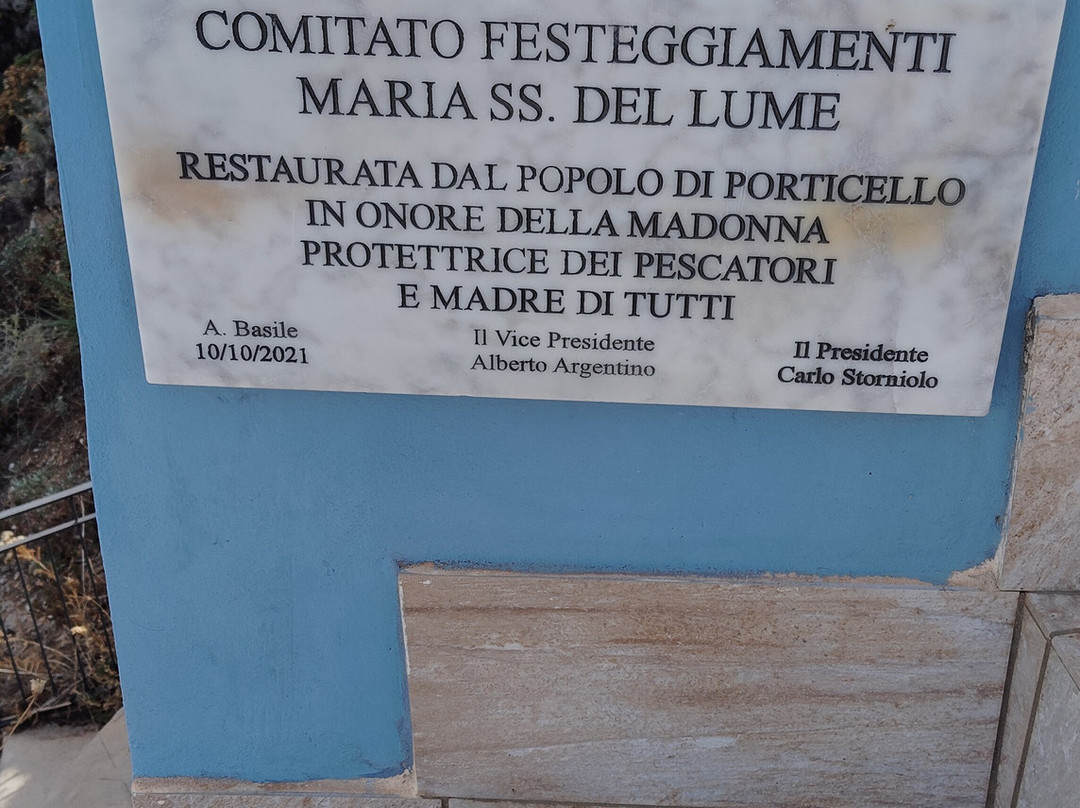 COMITATO FESTEGGIAMENTI
MARIA SS. DEL LUME
RESTAURATA DAL POPOLO DI PORTICELLO
IN ONORE DELLA MADONNA
PROTETTRICE DEI PESCATORI
E MADRE DI TUTTI
A. Basile
10/10/2021
Il Vice Presidente
Alberto Argentino
Il Presidente
Carlo Storniolo